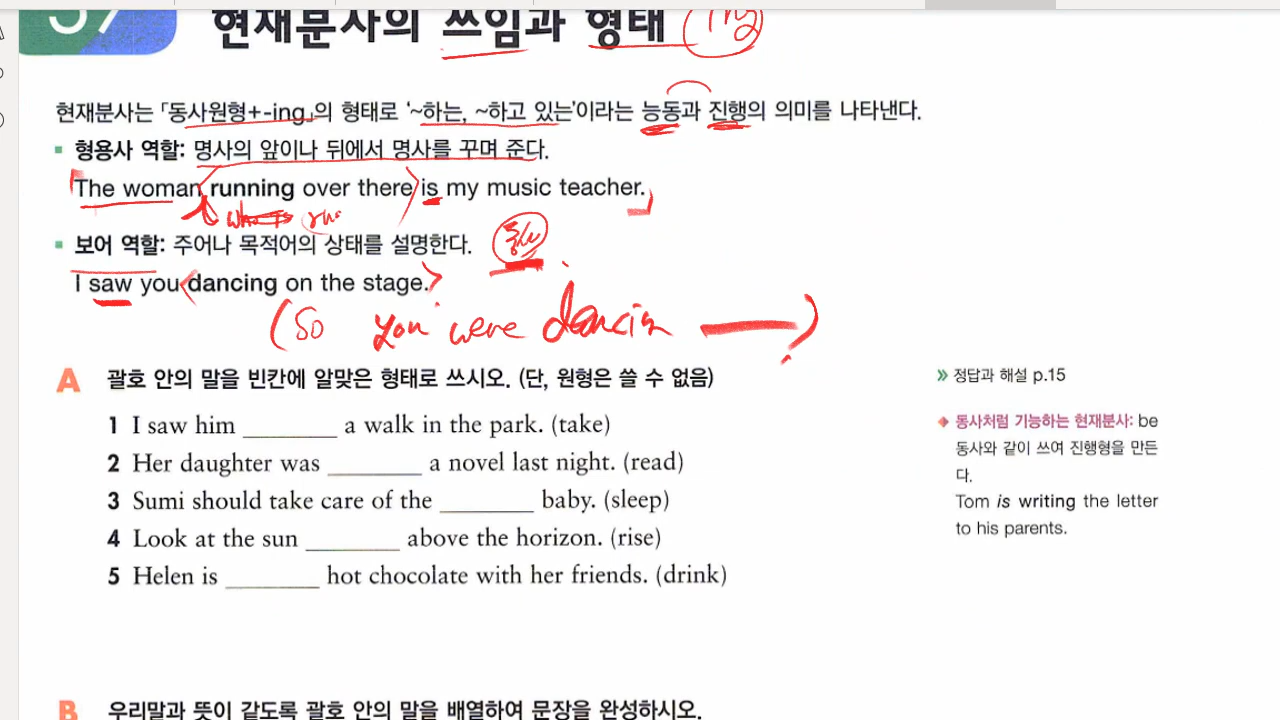 37 현재분사의 쓰임과 형태 ing
현재분사는 「동사원형+-ing」의 형태로 '~하는, ~하고 있는'이라는 능동과 진행의 의미를 나타낸다.
형용사 역할: 명사의 앞이나 뒤에서 명사를 꾸며 준다.
The woman running over there is my music teacher.
보어 역할: 주어나 목적어의 상태를 설명한다.
I saw you dancing on the stage.
(So you were dancin )
A 괄호 안의 말을 빈칸에 알맞은 형태로 쓰시오. (단, 원형은 쓸 수 없음)
1 I saw him ________ a walk in the park. (take)
2 Her daughter was ________ a novel last night. (read)
3 Sumi should take care of the ________ baby. (sleep)
4 Look at the sun ________ above the horizon. (rise)
5 Helen is ________ hot chocolate with her friends. (drink)
» 정답과 해설 p.15
동사처럼 기능하는 현재분사: be
동사와 같이 쓰여 진행형을 만든
다.
Tom is writing the letter
to his parents.
B 우리말과 뜻이 같도록 괄호 안의 말을 배열하여 문장을 완성하시오.